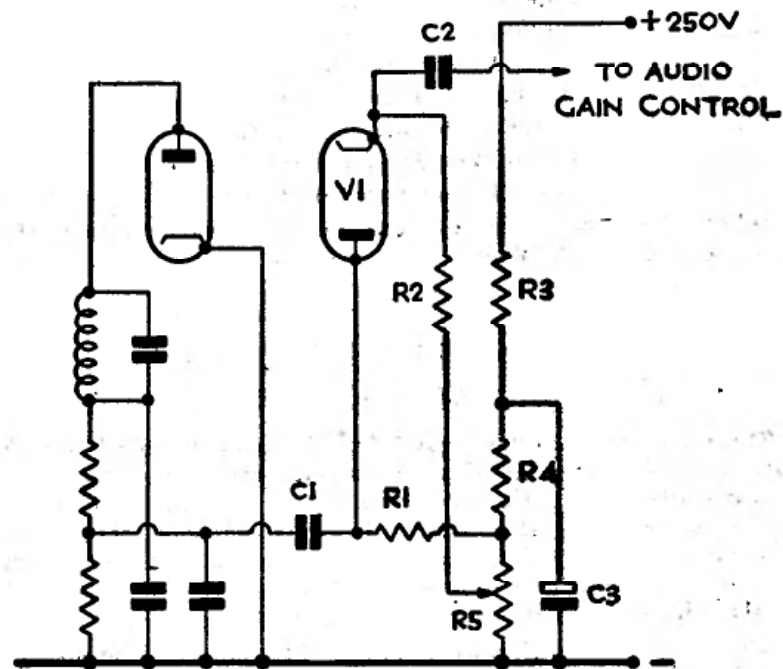 +250V
C2
TO AUDIO
GAIN CONTROL
V1
R2
R3
R4
C1
R1
R5
C3
-